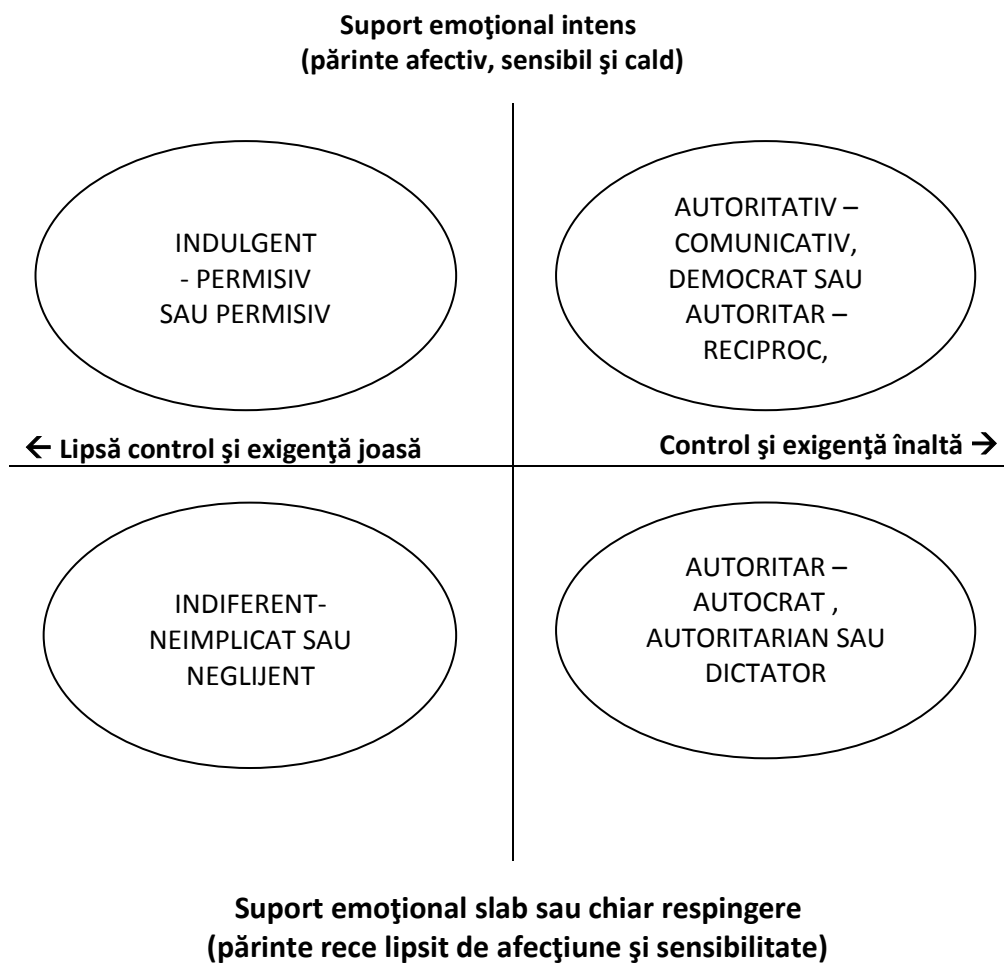 Suport emoţional intens
(părinte afectiv, sensibil şi cald)
INDULGENT
- PERMISIV
SAU PERMISIV
AUTORITATIV –
COMUNICATIV,
DEMOCRAT SAU
AUTORITAR –
RECIPROC,
← Lipsă control şi exigenţă joasă
Control şi exigenţă înaltă →
INDIFERENT-
NEIMPLICAT SAU
NEGLIJENT
AUTORITAR –
AUTOCRAT ,
AUTORITARIAN SAU
DICTATOR
Suport emoţional slab sau chiar respingere
(părinte rece lipsit de afecţiune şi sensibilitate)